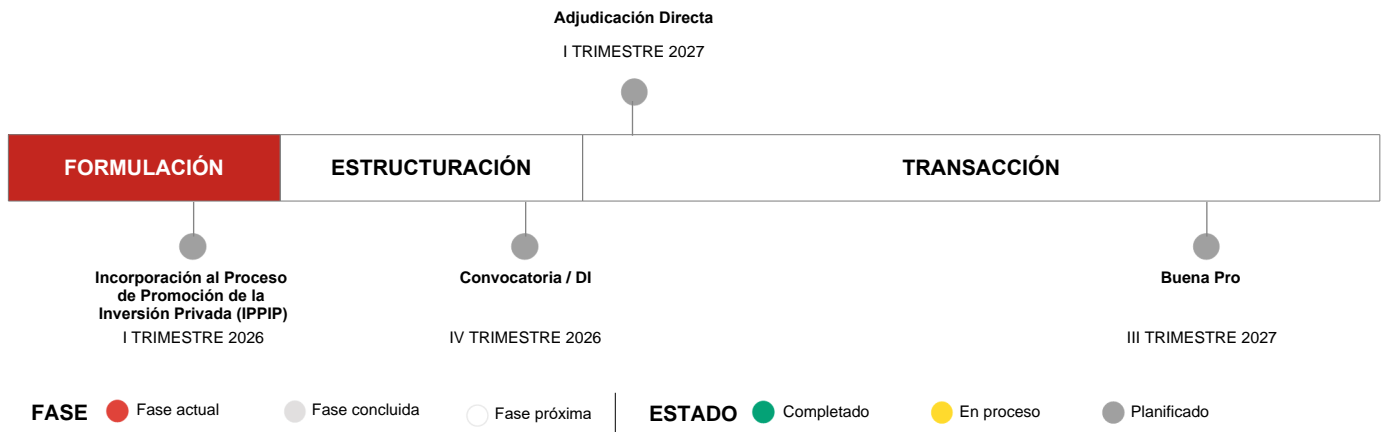 Adjudicación Directa
I TRIMESTRE 2027
FORMULACIÓN
ESTRUCTURACIÓN
TRANSACCIÓN
Incorporación al Proceso
de Promoción de la
Inversión Privada (IPPIP)
I TRIMESTRE 2026
Convocatoria / DI
IV TRIMESTRE 2026
Buena Pro
III TRIMESTRE 2027
FASE
Fase actual
Fase concluida
Fase próxima
ESTADO
Completado
En proceso
Planificado